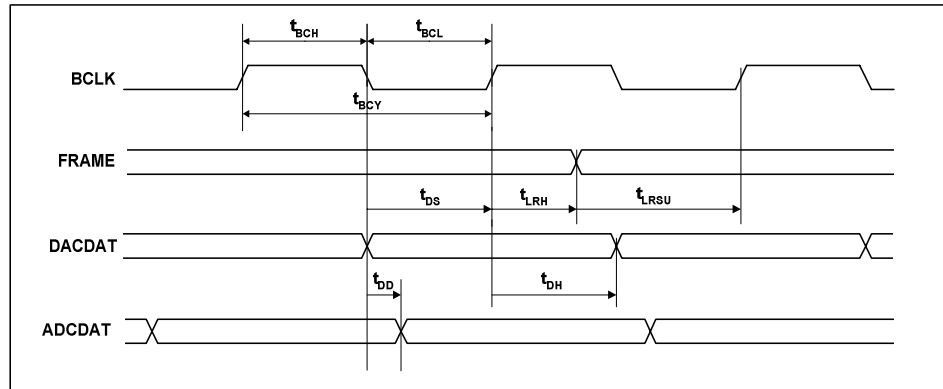 tBCH tBCL
BCLK
tBCY
FRAME
tDS tLRH tLRSU
DACDAT
tDD tDH
ADCDAT